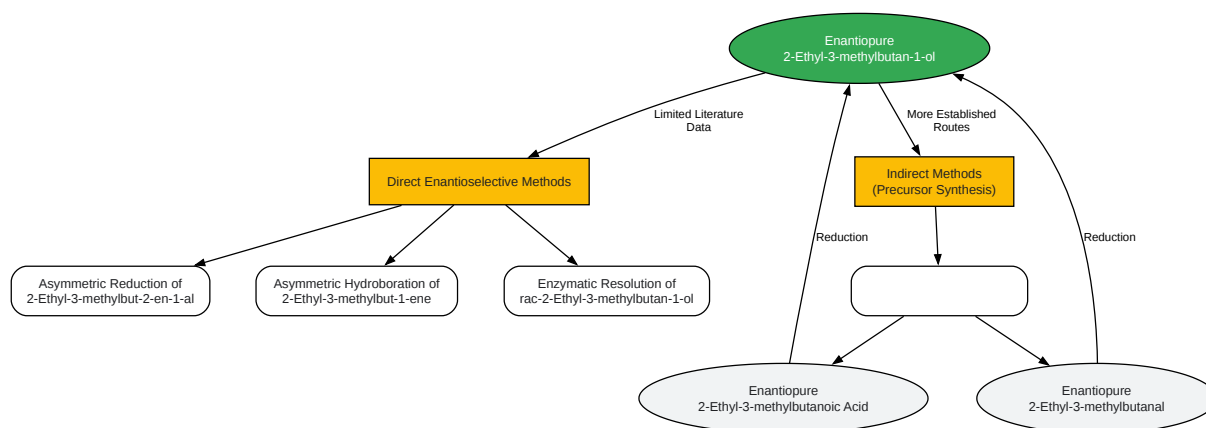 Enantiopure
2-Ethyl-3-methylbutan-1-ol
Limited Literature
Data
More Established
Routes
Direct Enantioselective Methods
Indirect Methods
(Precursor Synthesis)
Reduction
Reduction
Asymmetric Reduction of
2-Ethyl-3-methylbut-2-en-1-al
Asymmetric Hydroboration of
2-Ethyl-3-methylbut-1-ene
Enzymatic Resolution of
rac-2-Ethyl-3-methylbutan-1-ol
Enantiopure
2-Ethyl-3-methylbutanoic Acid
Enantiopure
2-Ethyl-3-methylbutanal